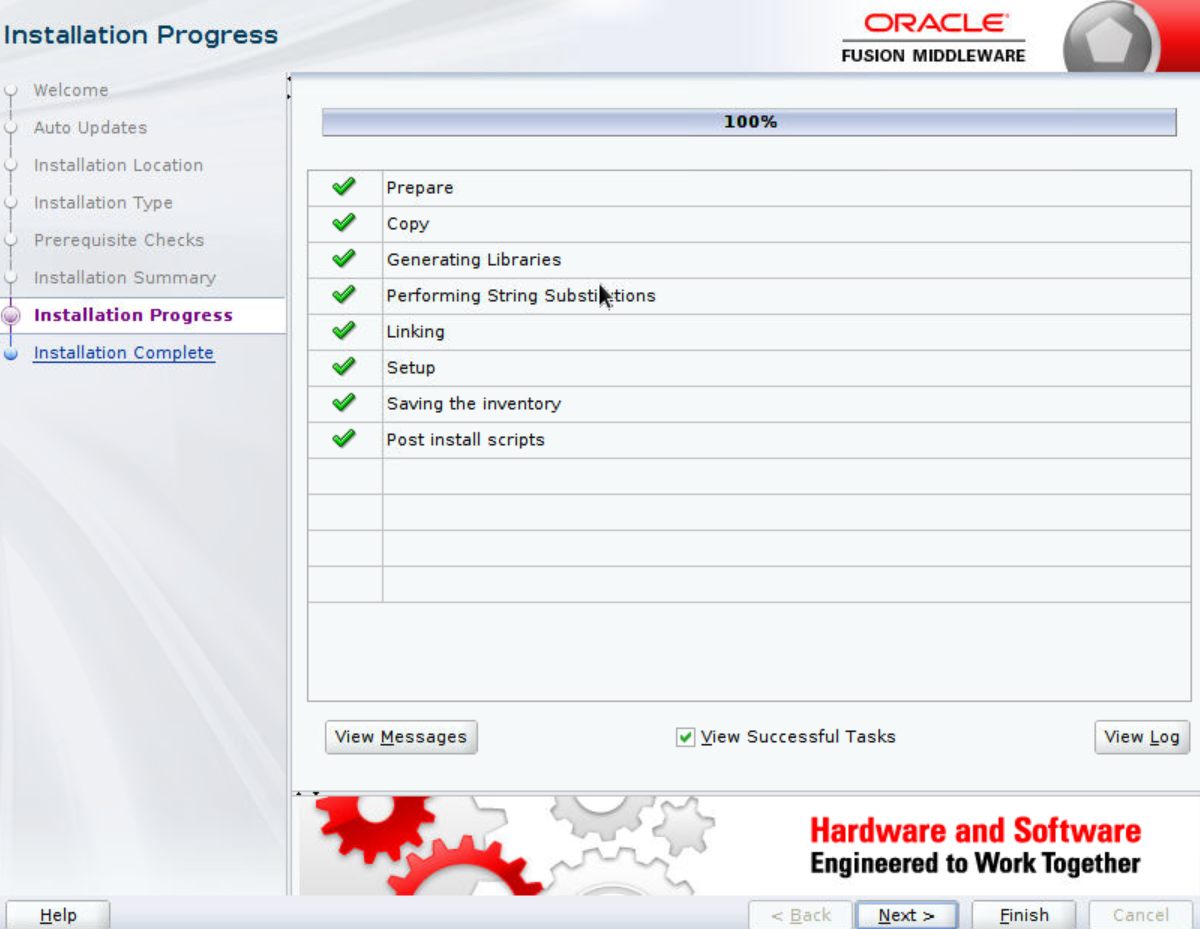 Installation Progress
ORACLE
FUSION MIDDLEWARE
Welcome
Auto Updates
Installation Location
Installation Type
Prerequisite Checks
Installation Summary
Installation Progress
Installation Complete
100%
Prepare
Copy
Generating Libraries
Performing String Substitutions
Linking
Setup
Saving the inventory
Post install scripts
View Messages
View Successful Tasks
View Log
Hardware and Software
Engineered to Work Together
Help
< Back
Next >
Finish
Cancel